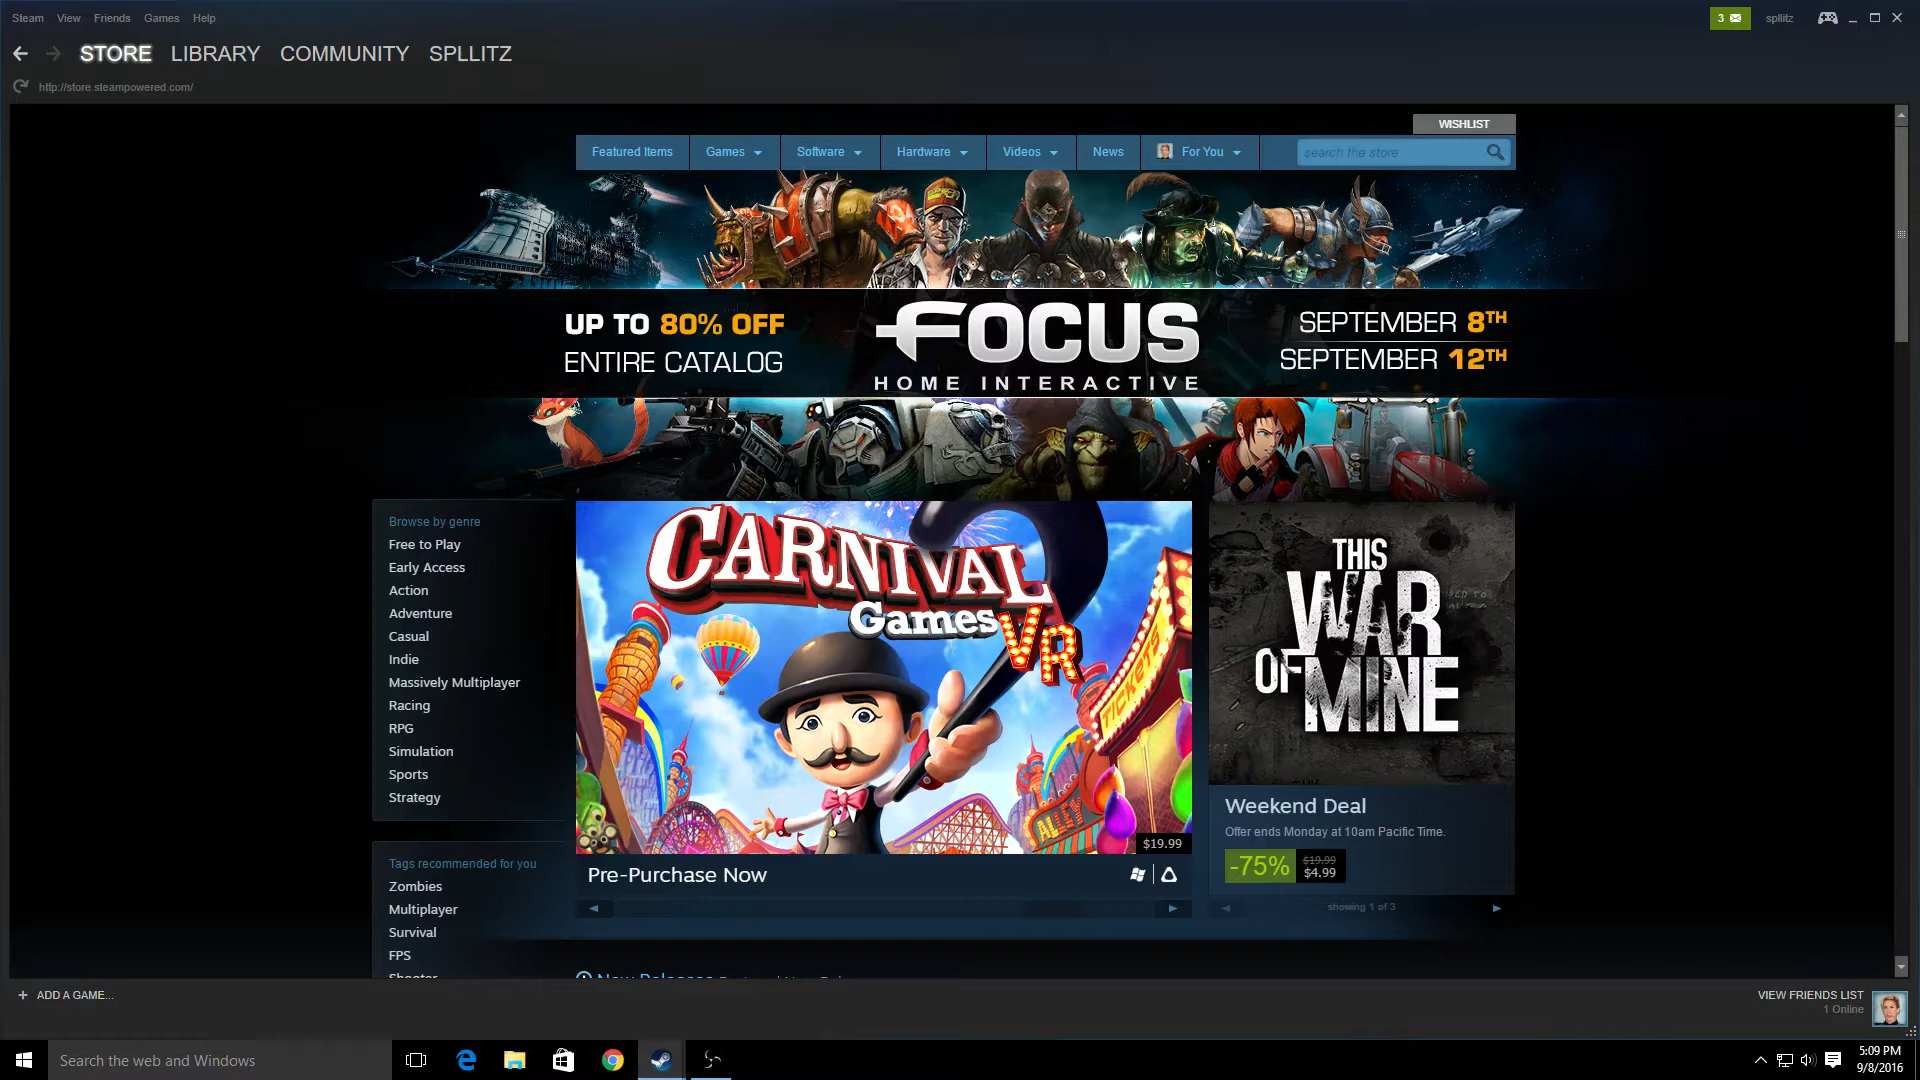 Steam View Friends Games Help
3
spllitz
STORE LIBRARY COMMUNITY SPLLITZ
http://store.steampowered.com/
WISHLIST
Featured Items Games Software Hardware Videos News For You search the store
UP TO 80% OFF
ENTIRE CATALOG
FOCUS
HOME INTERACTIVE
SEPTEMBER 8TH
SEPTEMBER 12TH
Browse by genre
Free to Play
Early Access
Action
Adventure
Casual
Indie
Massively Multiplayer
Racing
RPG
Simulation
Sports
Strategy
Tags recommended for you
Zombies
Multiplayer
Survival
FPS
CARNIVAL
Games VR
TICKETS
$19.99
Pre-Purchase Now
THIS
WAR
OF MINE
Weekend Deal
Offer ends Monday at 10am Pacific Time.
-75% $19.99
$4.99
showing 1 of 3
+ ADD A GAME...
VIEW FRIENDS LIST
1 Online
Search the web and Windows
5:09 PM
9/8/2016